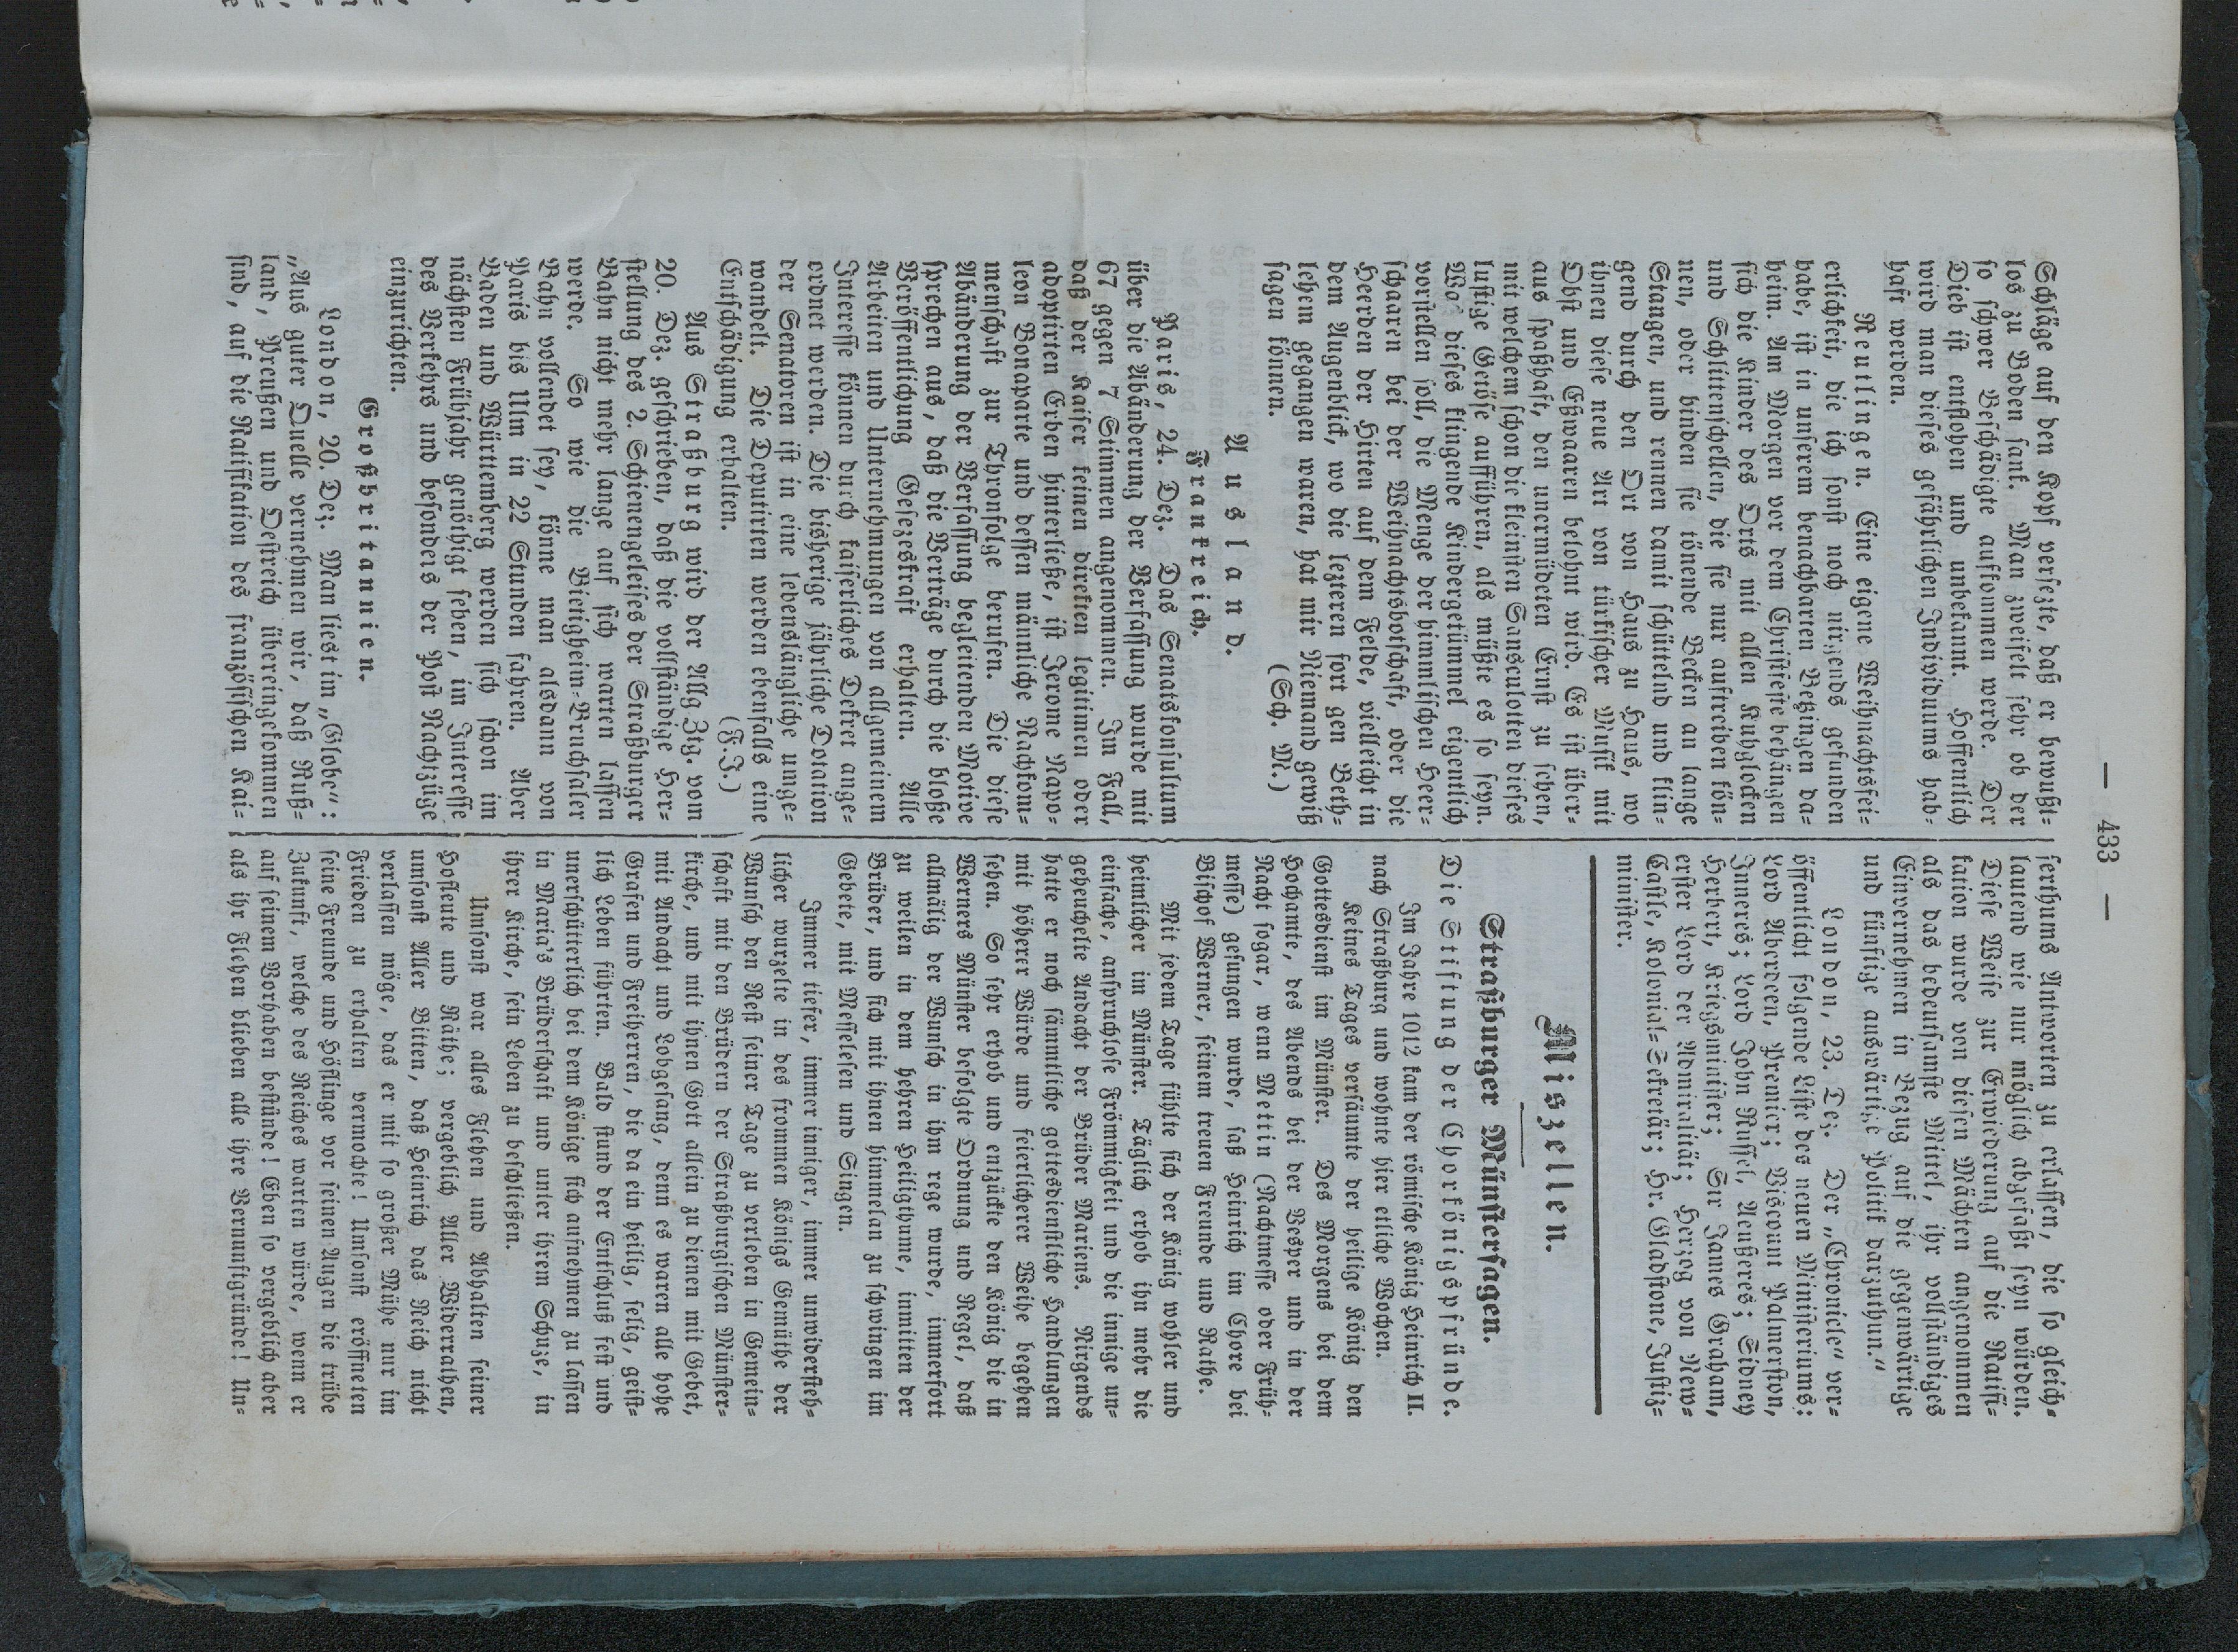 — 433 —
Schläge auf den Kopf versezte, daß er bewußt-
los zu Boden sank. Man zweifelt sehr ob der
so schwer Beschädigte aufkommen werde. Der
Dieb ist entflohen und unbekannt. Hoffentlich
wird man dieses gefährlichen Individuums hab-
haft werden.
Reutlingen. Eine eigene Weihnachtsfei-
erlichkeit, die ich sonst noch nirgends gefunden
habe, ist in unserem benachbarten Bezingen da-
heim. Am Morgen vor dem Christfeste behängen
sich die Kinder des Orts mit allen Kuhglocken
und Schlittenschellen, die sie nur auftreiben kön-
nen, oder binden sie tönende Becken an lange
Stangen, und rennen damit schüttelnd und klin-
gend durch den Ort von Haus zu Haus, wo
ihnen diese neue Art von türkischer Musik mit
Obst und Eßwaaren belohnt wird. Es ist über-
aus spaßhaft, den unermüdeten Ernst zu sehen,
mit welchem schon die kleinsten Sansculotten dieses
lustige Getöse aufführen, als müßte es so seyn.
Wo's dieses klingende Kindergetümmel eigentlich
vorstellen soll, die Menge der himmlischen Heer-
schaaren bei der Weihnachtsbotschaft, oder die
Heerden der Hirten auf dem Felde, vielleicht in
dem Augenblick, wo die lezteren fort gen Beth-
lehem gegangen waren, hat mir Niemand gewiß
sagen können. (Sch. M.)
Ausland.
Frankreich.
Paris, 24. Dez. Das Senatskonsultum
über die Abänderung der Verfassung wurde mit
67 gegen 7 Stimmen angenommen. Im Fall,
daß der Kaiser keinen direkten legitimen oder
adoptirten Erben hinterließe, ist Jerome Napo-
leon Bonaparte und dessen männliche Nachkom-
menschaft zur Thronfolge berufen. Die diese
Abänderung der Verfassung begleitenden Motive
sprechen aus, daß die Verträge durch die bloße
Veröffentlichung Gesezeskraft erhalten. Alle
Arbeiten und Unternehmungen von allgemeinem
Interesse können durch kaiserliches Dekret ange-
ordnet werden. Die bisherige jährliche Dotation
der Senatoren ist in eine lebenslängliche umge-
wandelt. Die Deputirten werden ebenfalls eine
Entschädigung erhalten. (F.J.)
Aus Straßburg wird der Allg. Ztg. vom
20. Dez. geschrieben, daß die vollständige Her-
stellung des 2. Schienengeleises der Straßburger
Bahn nicht mehr lange auf sich warten lassen
werde. So wie die Bietigheim-Bruchsaler
Bahn vollendet sey, könne man alsdann von
Paris bis Ulm in 22 Stunden fahren. Aber
Baden und Württemberg werden sich schon im
nächsten Frühjahr genöthigt sehen, im Interesse
des Verkehrs und besonders der Post Nachtzüge
einzurichten.
Großbritannien.
London, 20. Dez. Man liest im „Globe“:
„Aus guter Quelle vernehmen wir, daß Ruß-
land, Preußen und Oestreich übereingekommen
sind, auf die Notifikation des französischen Kai-
serthums Antworten zu erlassen, die so gleich-
lautend wie nur möglich abgefaßt seyn würden.
Diese Weise zur Erwiederung auf die Notifi-
kation wurde von diesen Mächten angenommen
als das bedeutsamste Mittel, ihr vollständiges
Einvernehmen in Bezug auf die gegenwärtige
und künftige auswärtige Politik darzuthun.“
London, 23. Dez. Der „Chronicle“ ver-
öffentlicht folgende Liste des neuen Ministeriums:
Lord Aberdeen, Premier; Viscount Palmerston,
Inneres; Lord John Russel, Aeußeres; Sidney
Herbert, Kriegsminister; Sir James Graham,
erster Lord der Admiralität; Herzog von New-
Castle, Kolonial-Sekretär; Hr. Gladstone, Justiz-
minister.
Miszellen.
Straßburger Münstersagen.
Die Stiftung der Chorkönigspfründe.
Im Jahre 1012 kam der römische König Heinrich II.
nach Straßburg und wohnte hier etliche Wochen.
Keines Tages versäumte der heilige König den
Gottesdienst im Münster. Des Morgens bei dem
Hochamte, des Abends bei der Vesper und in der
Nacht sogar, wenn Mettin (Nachtmesse oder Früh-
messe) gesungen wurde, saß Heinrich im Chore bei
Bischof Werner, seinem treuen Freunde und Rathe.
Mit jedem Tage fühlte sich der König wohler und
heimlicher im Münster. Täglich erhob ihn mehr die
einfache, anspruchslose Frömmigkeit und die innige un-
geheuchelte Andacht der Brüder Mariens. Nirgends
hatte er noch sämmtliche gottesdienstliche Handlungen
mit höherer Würde und feierlicherer Weihe begehen
sehen. So sehr erhob und entzükte den König die in
Werners Münster befolgte Ordnung und Regel, daß
allmälig der Wunsch in ihm rege wurde, immerfort
zu weilen in dem hehren Heiligthume, inmitten der
Brüder, und sich mit ihnen himmelan zu schwingen im
Gebete, mit Messelesen und Singen.
Immer tiefer, immer inniger, immer unwidersteh-
licher wurzelte in des frommen Königs Gemüthe der
Wunsch den Rest seiner Tage zu verleben in Gemein-
schaft mit den Brüdern der Straßburgischen Münster-
kirche, und mit ihnen Gott allein zu dienen mit Gebet,
mit Andacht und Lobgesang, denn es waren alle hohe
Grafen und Freiherren, die da ein heilig, selig, geist-
lich Leben führten. Bald stund der Entschluß fest und
unerschütterlich bei dem Könige sich aufnehmen zu lassen
in Maria's Brüderschaft und unter ihrem Schuze, in
ihrer Kirche, sein Leben zu beschließen.
Umsonst war alles Flehen und Abhalten seiner
Hofleute und Räthe; vergeblich Aller Widerrathen,
umsonst Aller Bitten, daß Heinrich das Reich nicht
verlassen möge, das er mit so großer Mühe nur im
Frieden zu erhalten vermochte! Umsonst eröffneten
seine Freunde und Höflinge vor seinen Augen die trübe
Zukunft, welche des Reiches warten würde, wenn er
auf seinem Vorhaben bestünde! Eben so vergeblich aber
als ihr Flehen blieben alle ihre Vernunftgründe! Un-